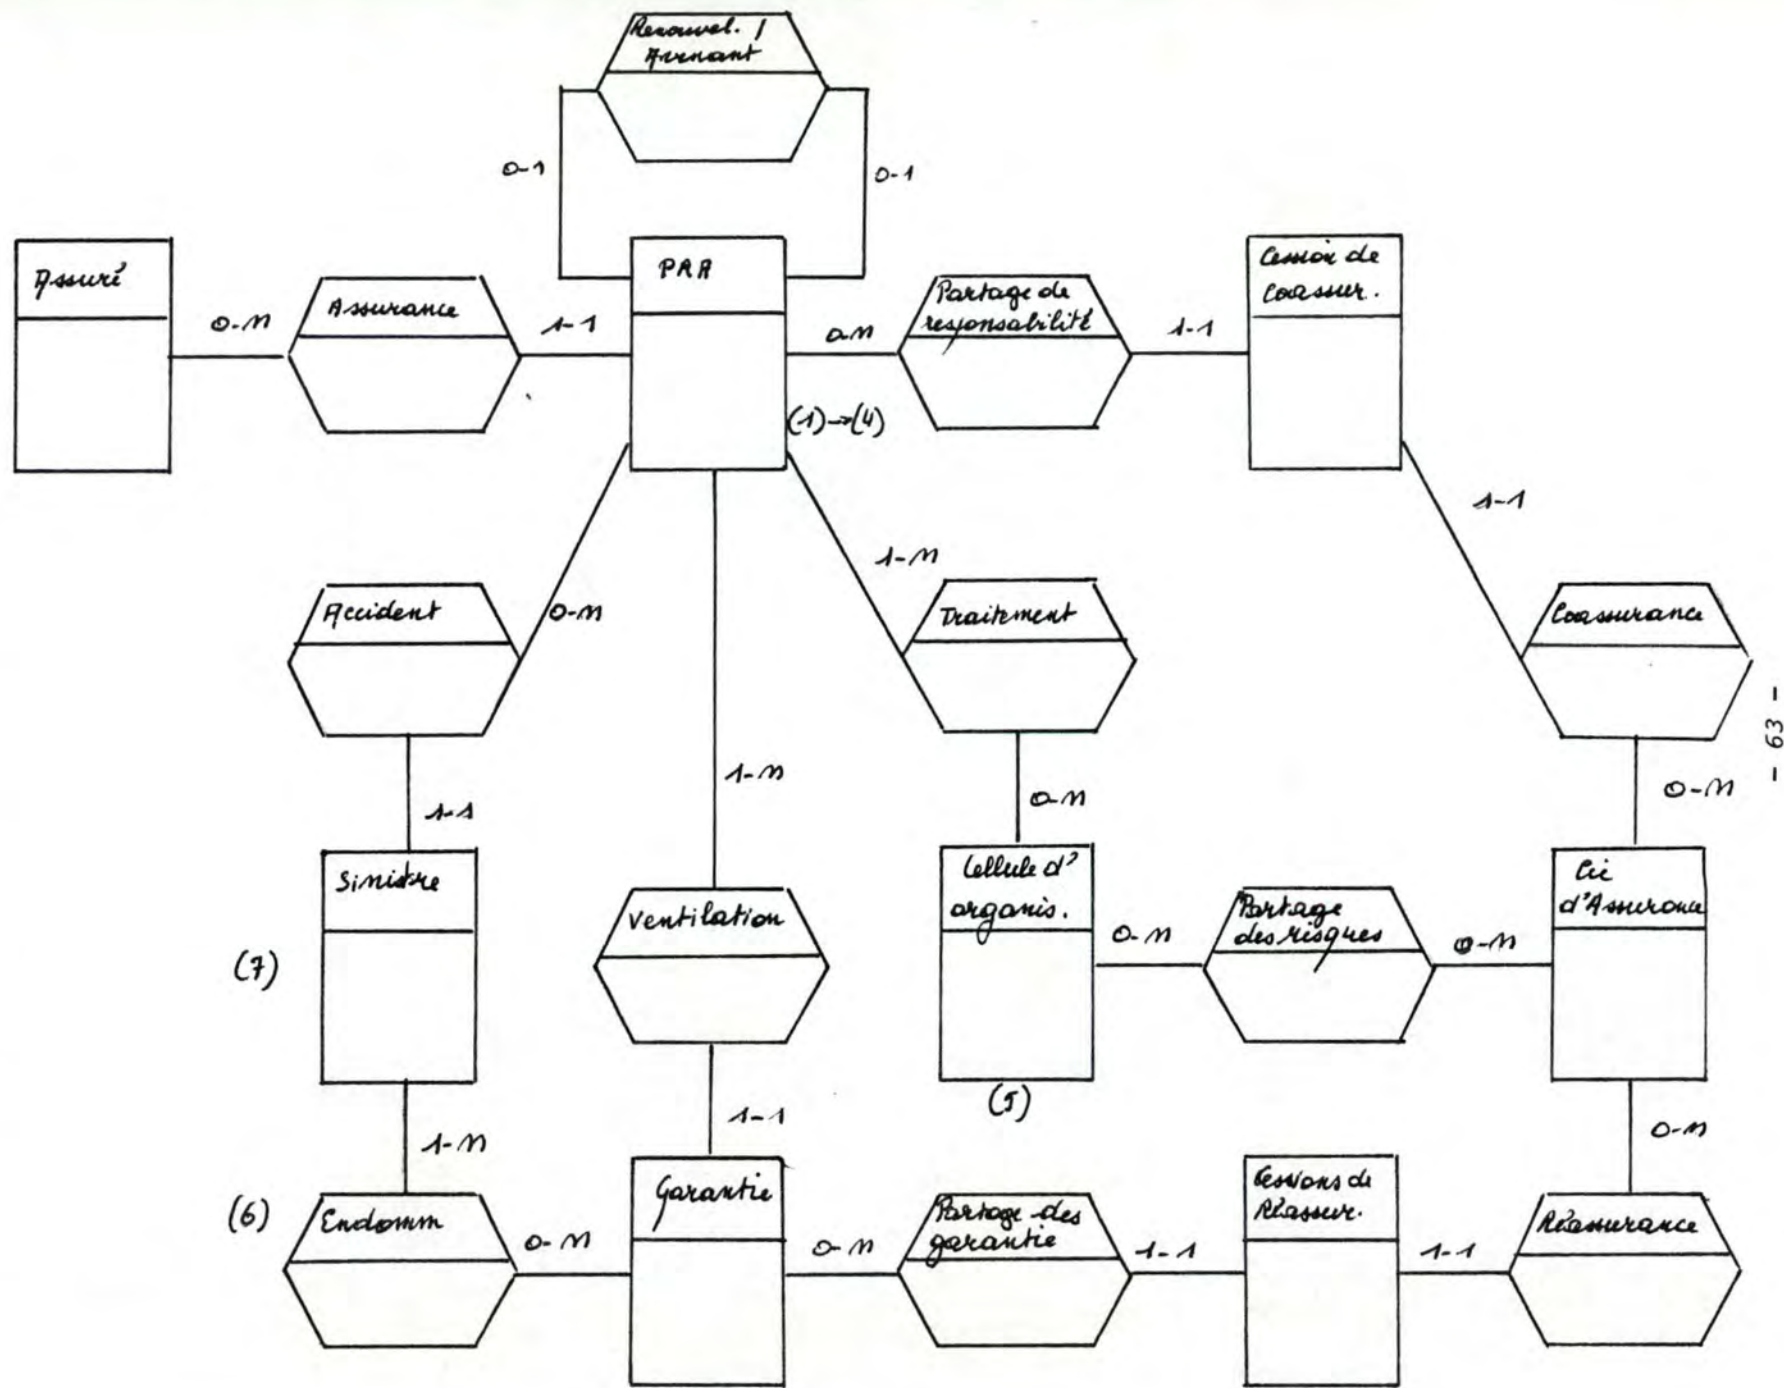 Renouvel. /
Avenant
0-1
0-1
Assuré
0-N
Assurance
1-1
PAA
0-N
Partage de
responsabilité
1-1
Cession de
coassur.
(1)→(4)
1-1
Accident
0-N
1-N
Traitement
Coassurance
- 63 -
1-1
1-N
0-N
0-N
Sinistre
(7)
Ventilation
Cellule d'
organis.
0-N
Partage
des risques
0-N
Cie
d'Assurance
(5)
1-N
1-1
0-N
(6)
Endomm
0-N
Garantie
0-N
Partage des
garantie
1-1
Cessions de
Réassur.
1-1
Réassurance